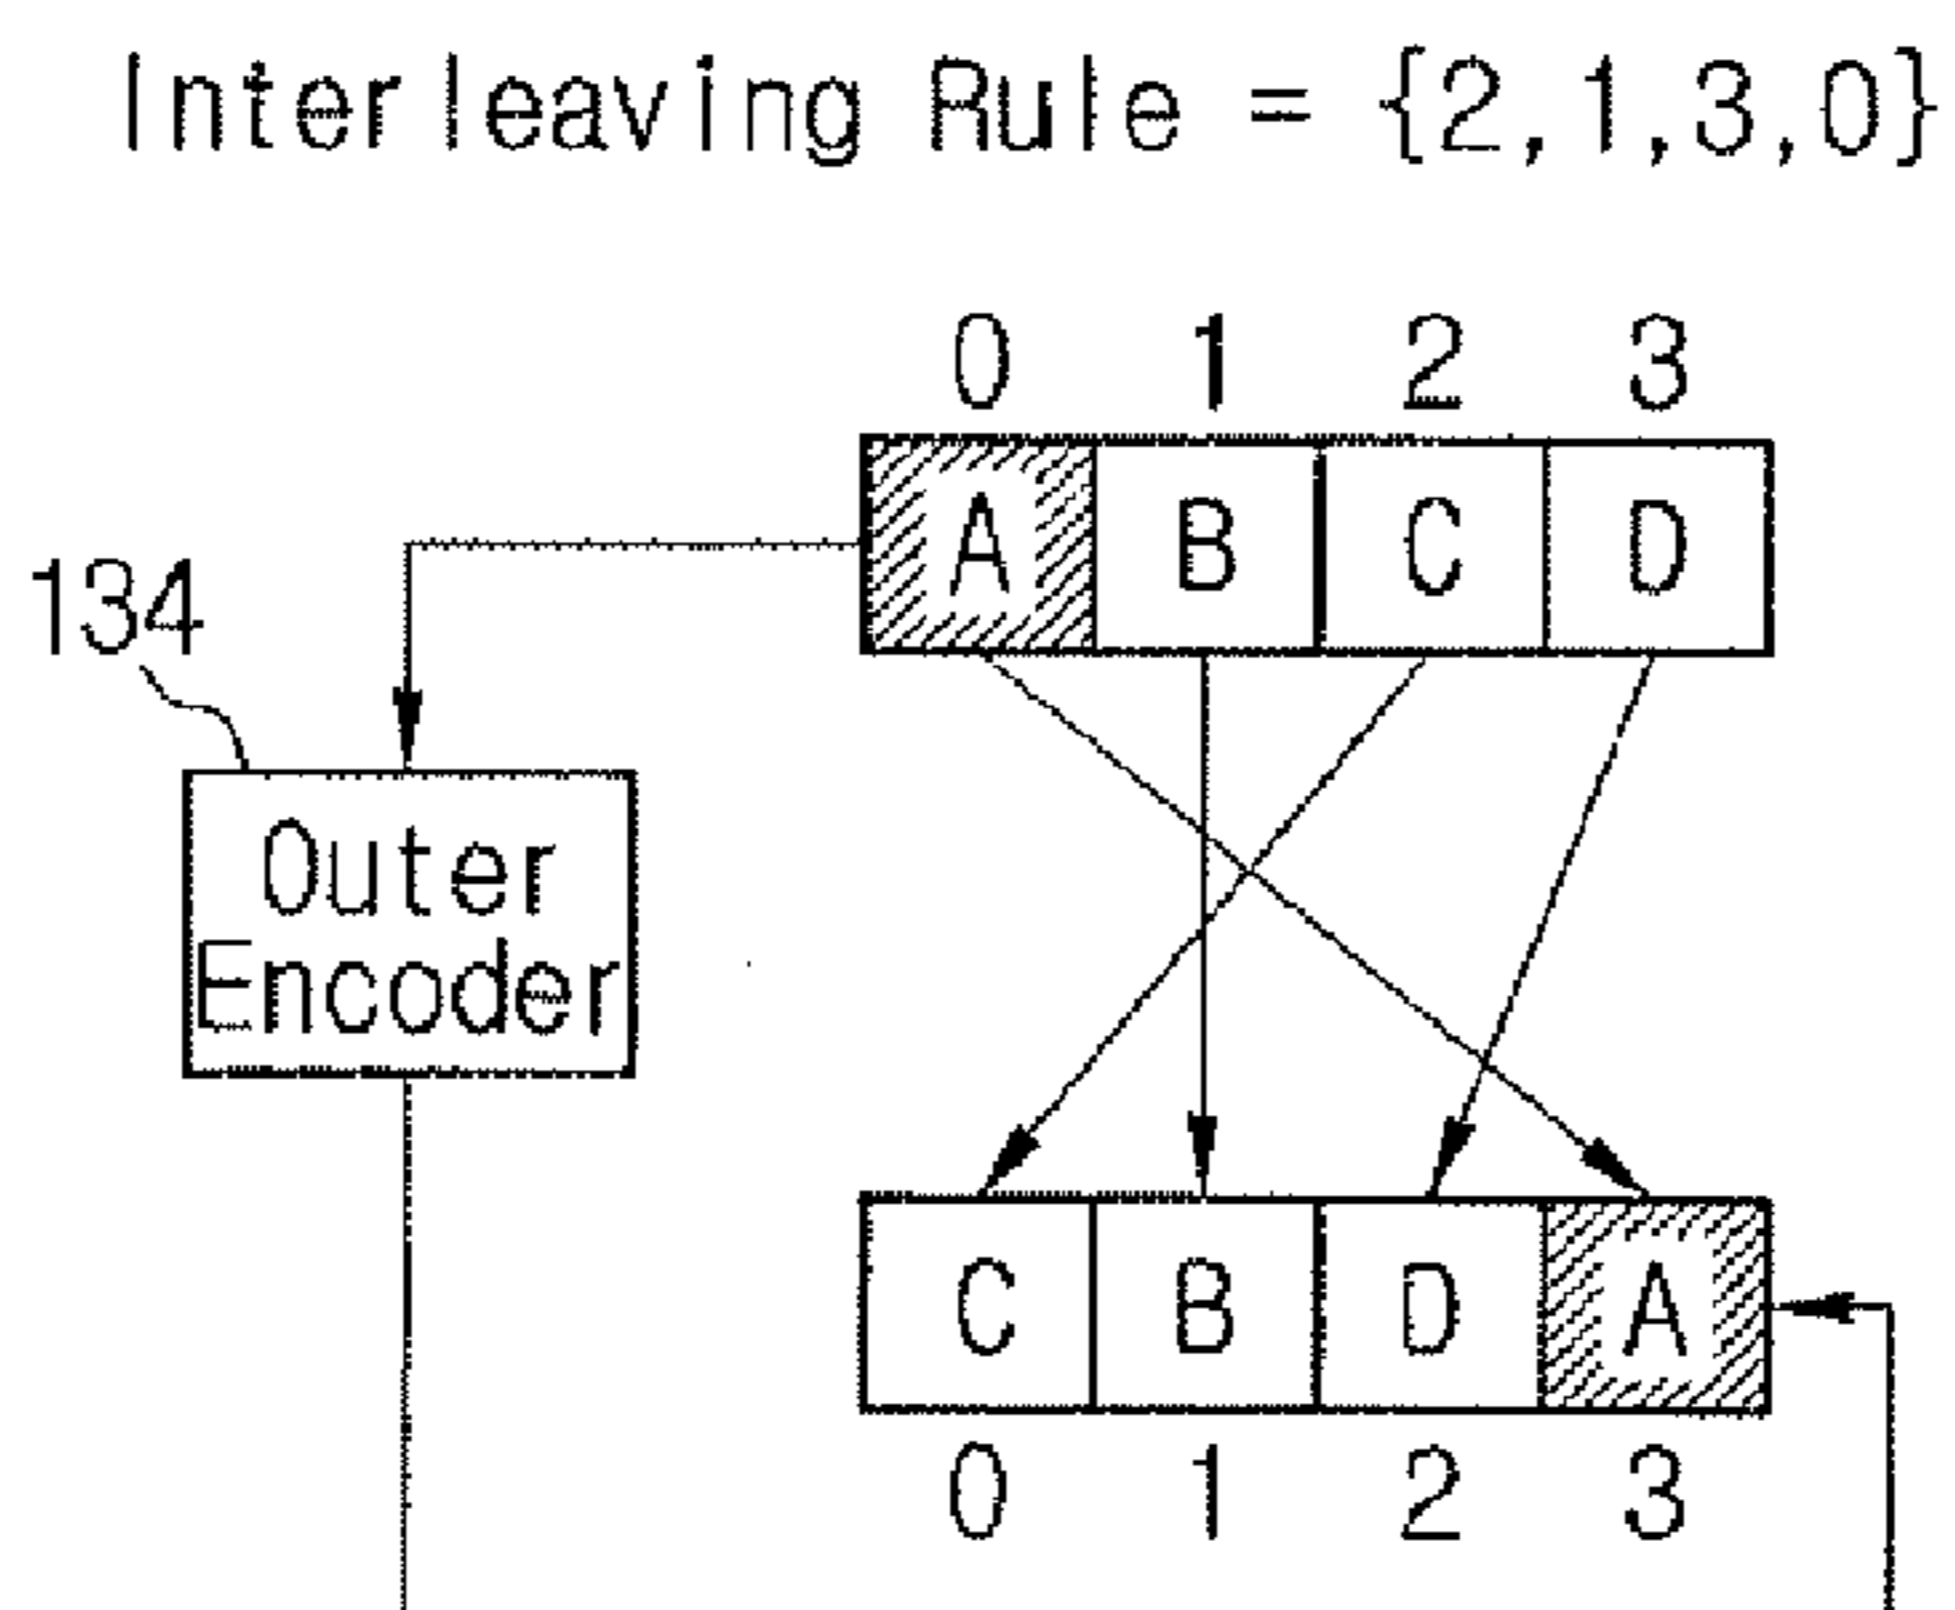 Interleaving Rule = {2,1,3,0}
0 1 2 3
A B C D
134
Outer
Encoder
C B D A
0 1 2 3